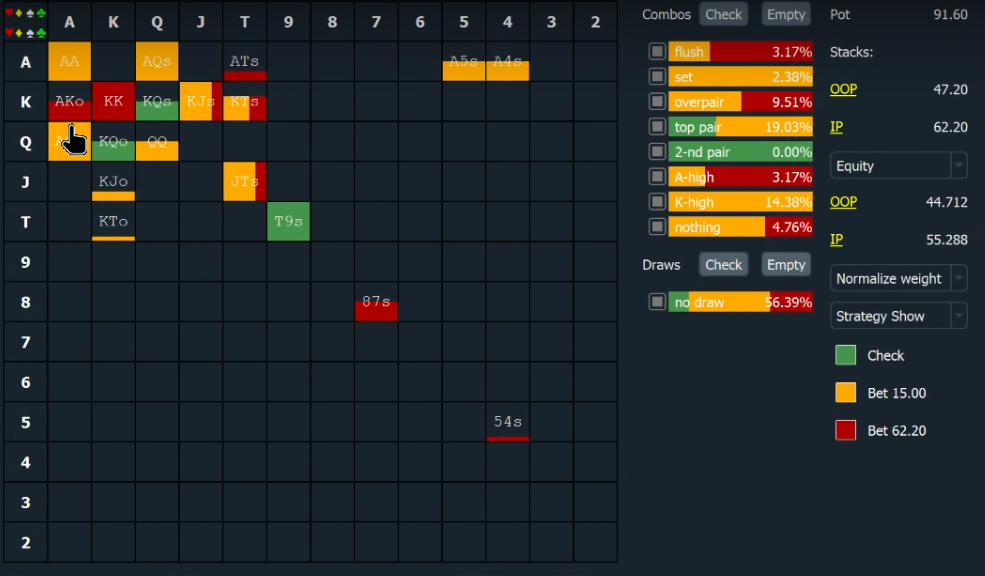 A K Q J T 9 8 7 6 5 4 3 2
A AA AQs ATs A5s A4s
K AKo KK KQs KJs KTs
Q KQo QQ
J KJo JTs
T KTo T9s
9
8 87s
7
6
5 54s
4
3
2
Combos Check Empty
flush 3.17%
set 2.38%
overpair 9.51%
top pair 19.03%
2-nd pair 0.00%
A-high 3.17%
K-high 14.38%
nothing 4.76%
Draws Check Empty
no draw 56.39%
Pot 91.60
Stacks:
OOP 47.20
IP 62.20
Equity
OOP 44.712
IP 55.288
Normalize weight
Strategy Show
Check
Bet 15.00
Bet 62.20